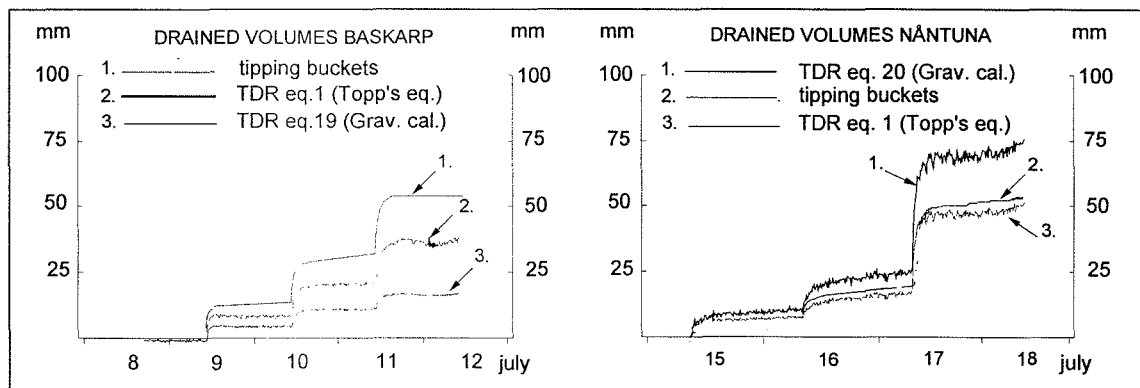 mm DRAINED VOLUMES BASKARP mm
1. tipping buckets
2. TDR eq.1 (Topp's eq.)
3. TDR eq.19 (Grav. cal.)
100 100
75 75
50 50
25 25
1.
2.
3.
8 9 10 11 12 july
mm DRAINED VOLUMES NÅNTUNA mm
1. TDR eq. 20 (Grav. cal.)
2. tipping buckets
3. TDR eq. 1 (Topp's eq.)
100 100
75 75
50 50
25 25
1.
2.
3.
15 16 17 18 july